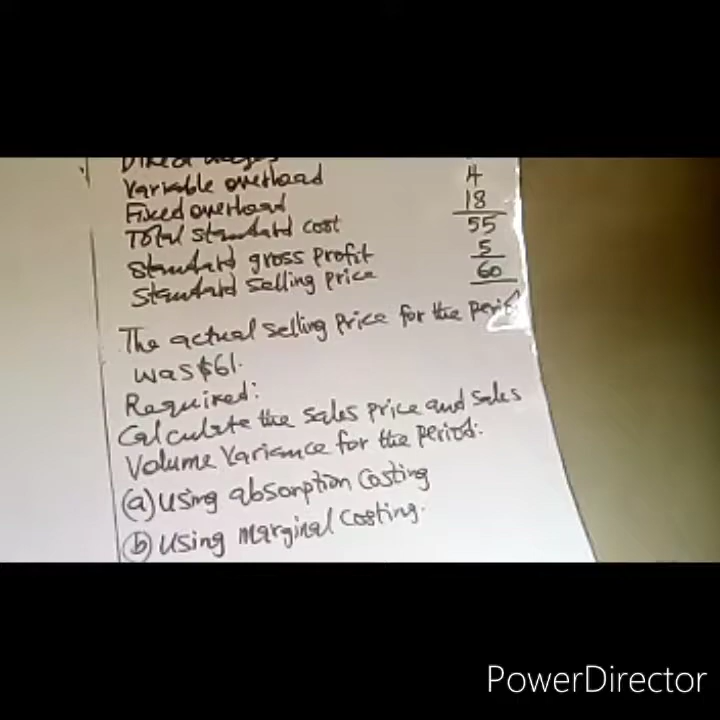 Variable overhead 4
Fixed overhead 18
Total standard cost 55
Standard gross profit 5
Standard selling price 60
The actual selling price for the period
was $61.
Required:
Calculate the sales price and sales
Volume Variance for the period:
(a) Using absorption Costing
(b) Using marginal Costing.
PowerDirector